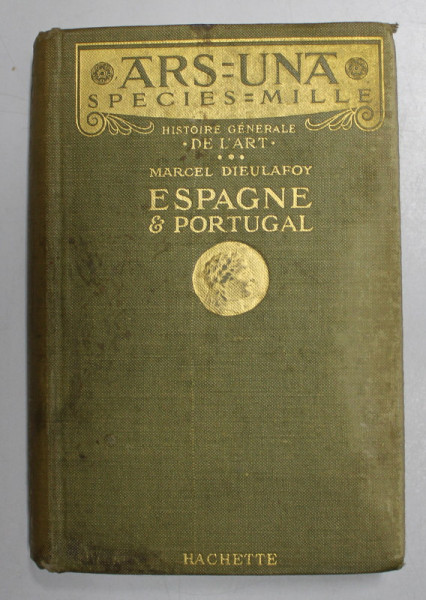 ARS=UNA
SPECIES=MILLE
HISTOIRE GÉNÉRALE
·DE L'ART·
MARCEL DIEULAFOY
ESPAGNE
& PORTUGAL
HACHETTE